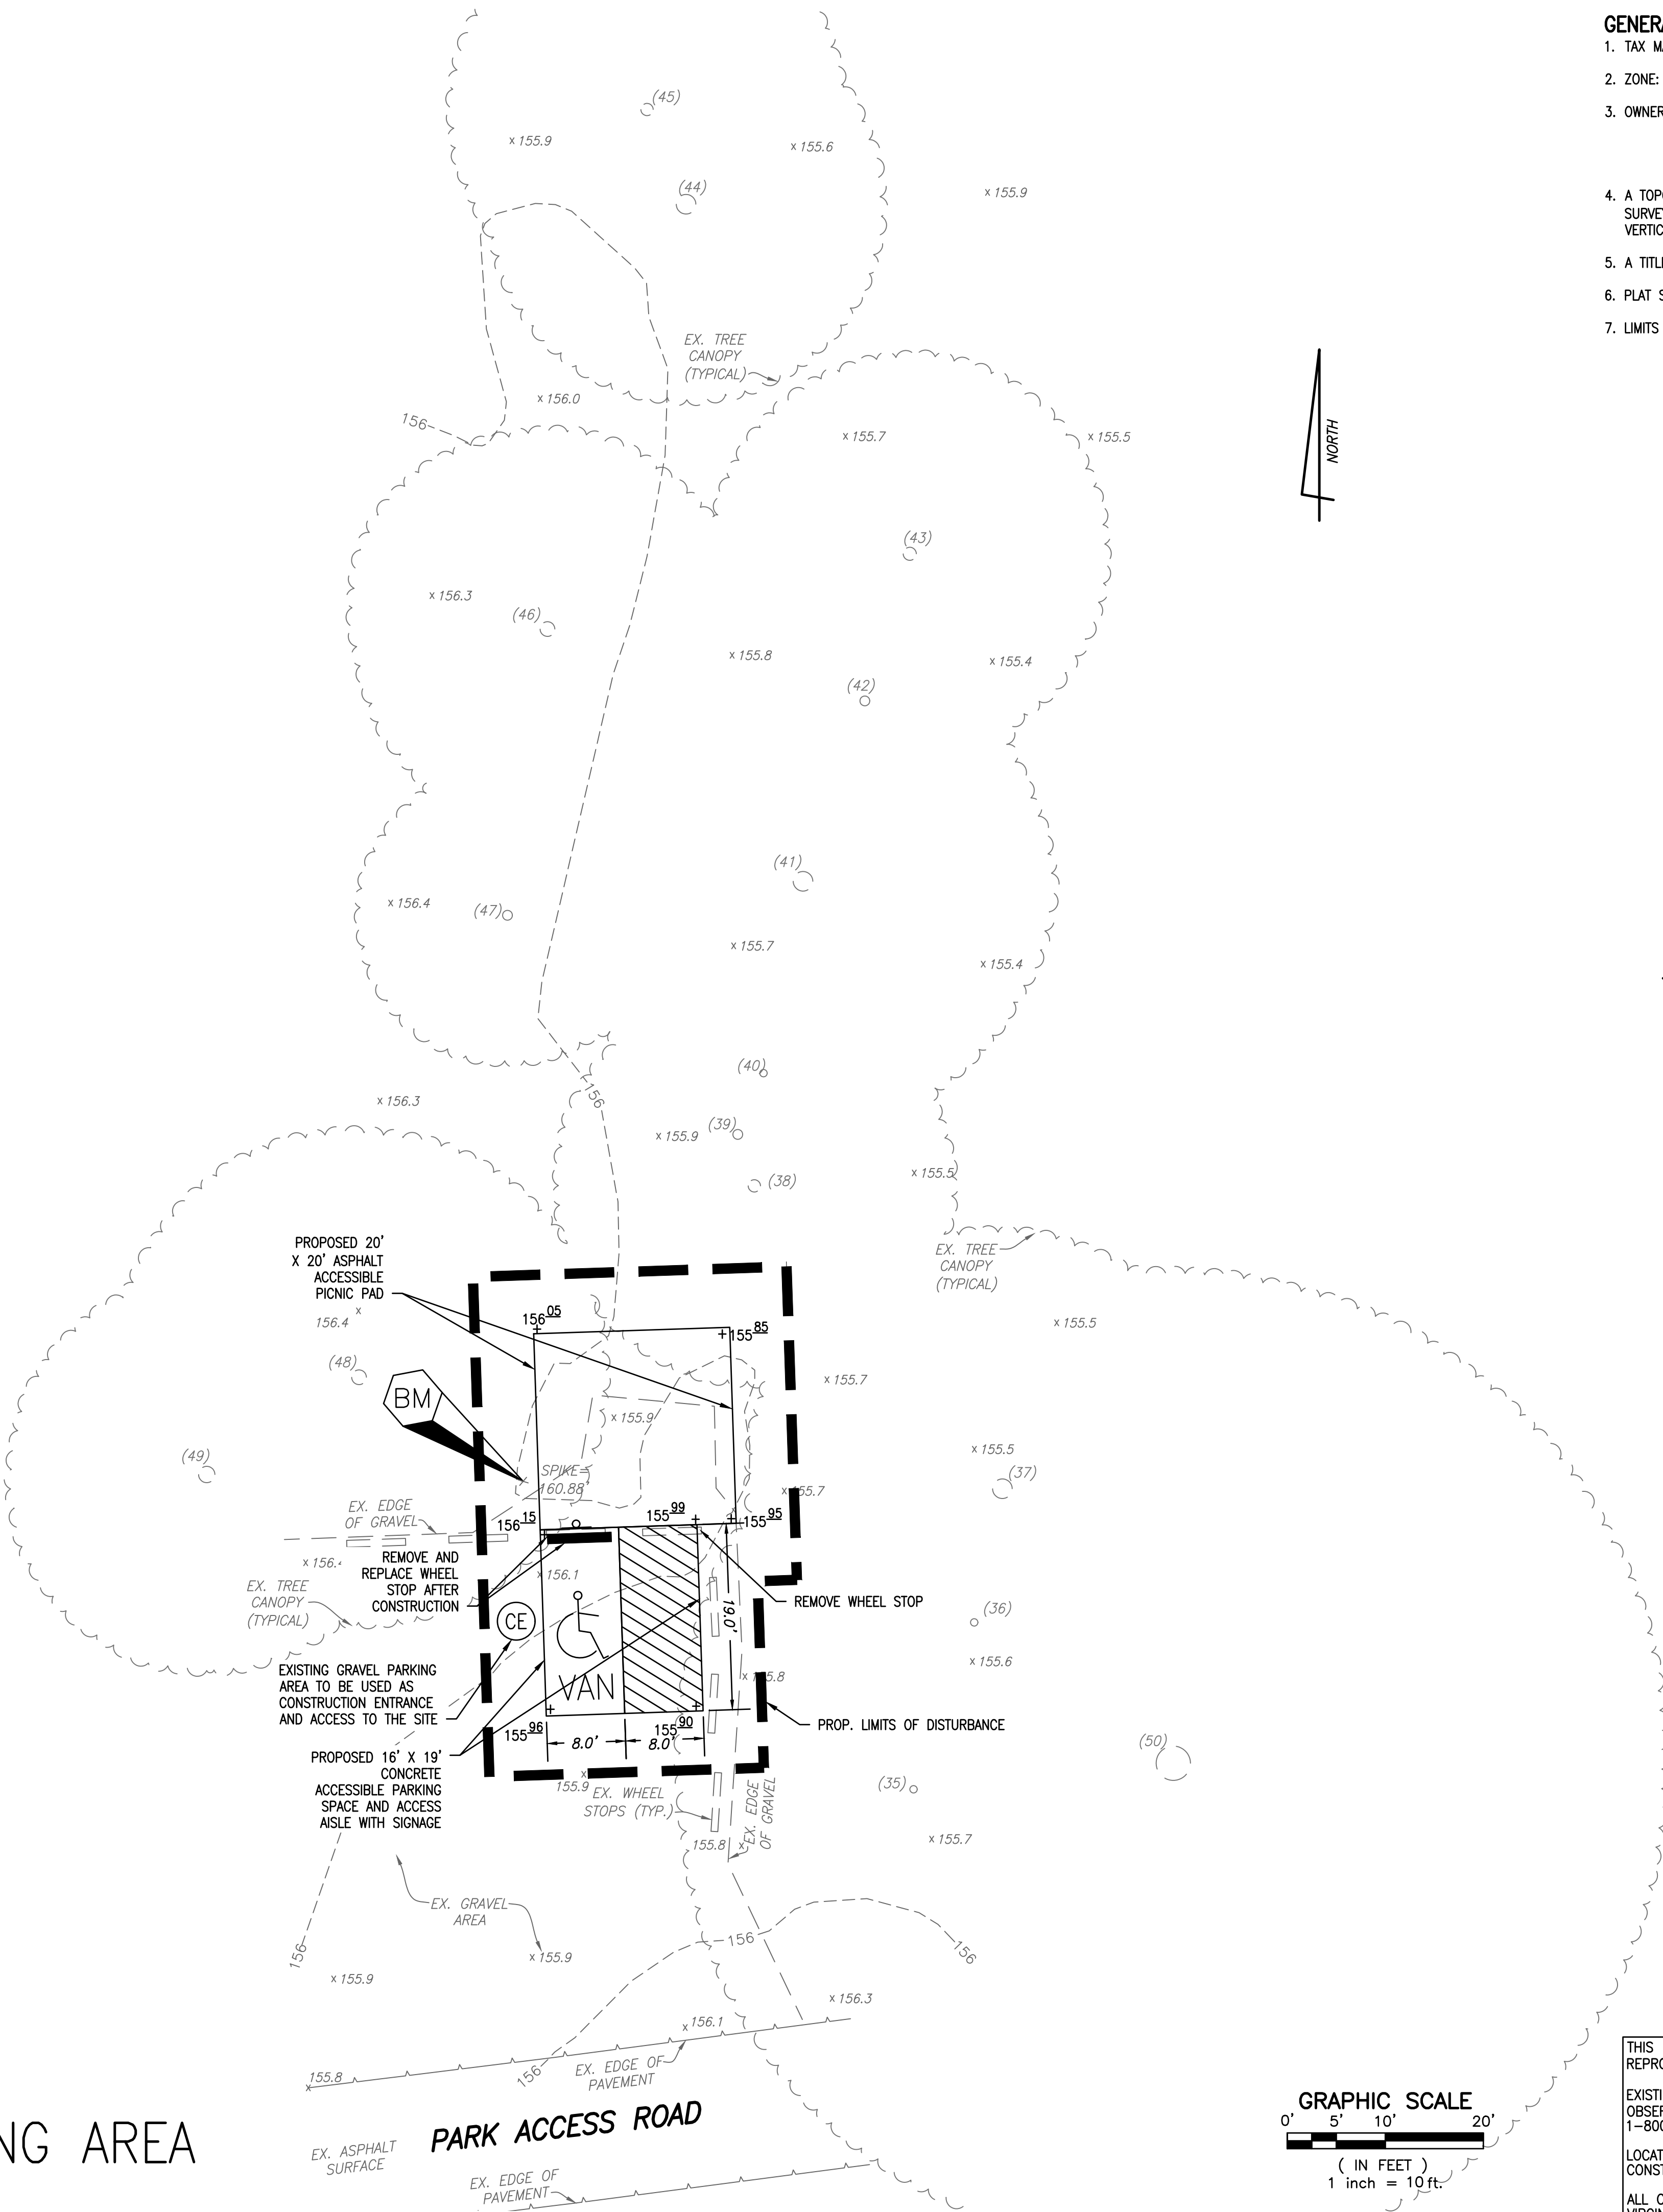 GENERA
1. TAX MA
2. ZONE:
3. OWNER
4. A TOPO
SURVEY
VERTIC
5. A TITLE
6. PLAT S
7. LIMITS
(45)
x 155.9
x 155.6
(44)
x 155.9
EX. TREE
CANOPY
(TYPICAL)
x 156.0
156
x 155.7
x 155.5
NORTH
(43)
x 156.3
(46)
x 155.8
x 155.4
(42)
(41)
x 156.4
(47)
x 155.7
x 155.4
(40)
156
x 156.3
x 155.9
(39)
x 155.5
(38)
PROPOSED 20'
X 20' ASPHALT
ACCESSIBLE
PICNIC PAD
EX. TREE
CANOPY
(TYPICAL)
x
156.4
156 05
155 85
x 155.5
(48)
x 155.7
BM
x 155.9
(49)
x 155.5
(37)
SPIKE=
160.88'
x 155.7
EX. EDGE
OF GRAVEL
156 15
155 99
155 95
x 156.
REMOVE AND
REPLACE WHEEL
STOP AFTER
CONSTRUCTION
x 156.1
EX. TREE
CANOPY
(TYPICAL)
REMOVE WHEEL STOP
CE
19.0'
(36)
x 155.6
EXISTING GRAVEL PARKING
AREA TO BE USED AS
CONSTRUCTION ENTRANCE
AND ACCESS TO THE SITE
VAN
x 155.8
PROP. LIMITS OF DISTURBANCE
155 96
8.0'
8.0'
155 90
(50)
PROPOSED 16' X 19'
CONCRETE
ACCESSIBLE PARKING
SPACE AND ACCESS
AISLE WITH SIGNAGE
155.9 x
EX. WHEEL
STOPS (TYP.)
EX. EDGE
OF GRAVEL
(35)
155.8 x
x 155.7
EX. GRAVEL
AREA
156
156
156
x 155.9
x 155.9
x 156.3
x 156.1
155.8
x
156
EX. EDGE OF
PAVEMENT
PARK ACCESS ROAD
NG AREA
EX. ASPHALT
SURFACE
EX. EDGE OF
PAVEMENT
GRAPHIC SCALE
0' 5' 10' 20'
( IN FEET )
1 inch = 10 ft.
THIS
REPRO
EXISTI
OBSER
1-800
LOCAT
CONST
ALL C
VIRGIN